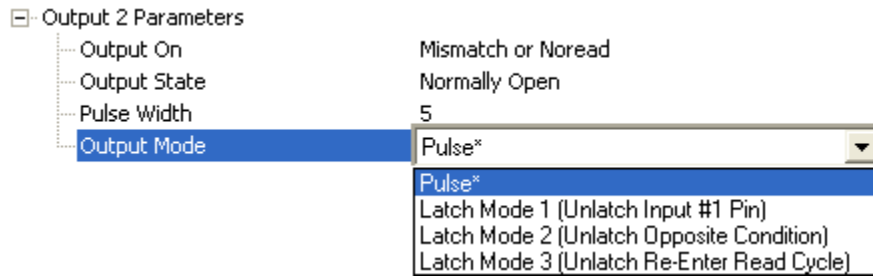 Output 2 Parameters
Output On Mismatch or Noread
Output State Normally Open
Pulse Width 5
Output Mode Pulse*
Pulse*
Latch Mode 1 (Unlatch Input #1 Pin)
Latch Mode 2 (Unlatch Opposite Condition)
Latch Mode 3 (Unlatch Re-Enter Read Cycle)